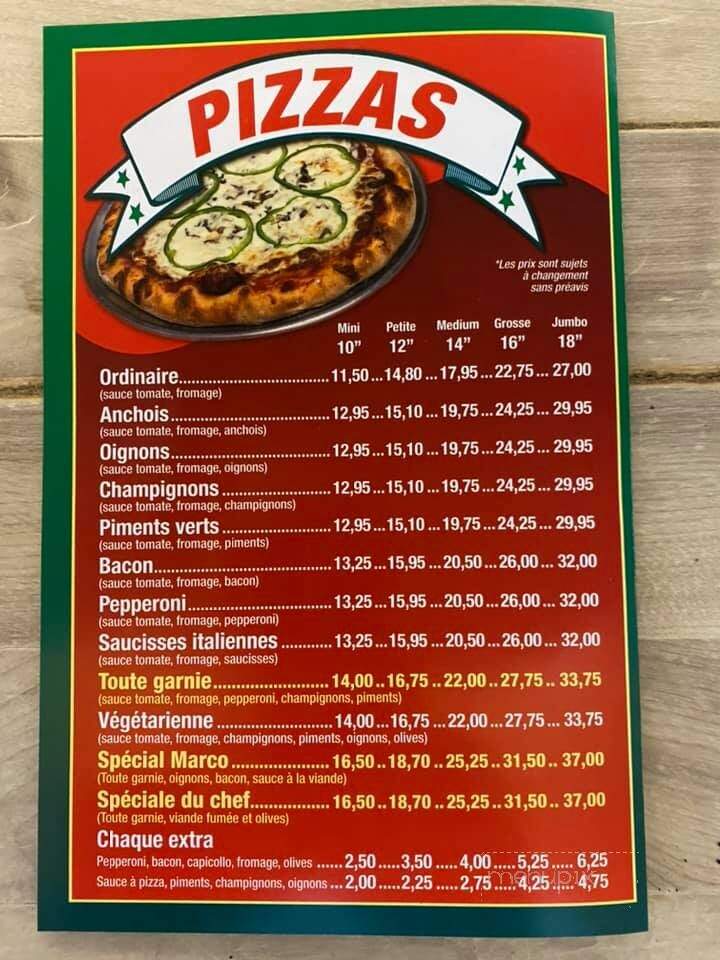 PIZZAS
*Les prix sont sujets
à changement
sans préavis
Mini Petite Medium Grosse Jumbo
10" 12" 14" 16" 18"
Ordinaire..............................11,50...14,80...17,95...22,75...27,00
(sauce tomate, fromage)
Anchois..............................12,95...15,10...19,75...24,25...29,95
(sauce tomate, fromage, anchois)
Oignons..............................12,95...15,10...19,75...24,25...29,95
(sauce tomate, fromage, oignons)
Champignons.....................12,95...15,10...19,75...24,25...29,95
(sauce tomate, fromage, champignons)
Piments verts.....................12,95...15,10...19,75...24,25...29,95
(sauce tomate, fromage, piments)
Bacon..................................13,25...15,95...20,50...26,00...32,00
(sauce tomate, fromage, bacon)
Pepperoni...........................13,25...15,95...20,50...26,00...32,00
(sauce tomate, fromage, pepperoni)
Saucisses italiennes..........13,25...15,95...20,50...26,00...32,00
(sauce tomate, fromage, saucisses)
Toute garnie.......................14,00..16,75..22,00..27,75..33,75
(sauce tomate, fromage, pepperoni, champignons, piments)
Végétarienne.......................14,00...16,75...22,00...27,75...33,75
(sauce tomate, fromage, champignons, piments, oignons, olives)
Spécial Marco....................16,50..18,70..25,25..31,50..37,00
(Toute garnie, oignons, bacon, sauce à la viande)
Spéciale du chef................16,50..18,70..25,25..31,50..37,00
(Toute garnie, viande fumée et olives)
Chaque extra
Pepperoni, bacon, capicollo, fromage, olives......2,50.....3,50.....4,00.....5,25.....6,25
Sauce à pizza, piments, champignons, oignons...2,00.....2,25.....2,75.....4,25.....4,75
menupix